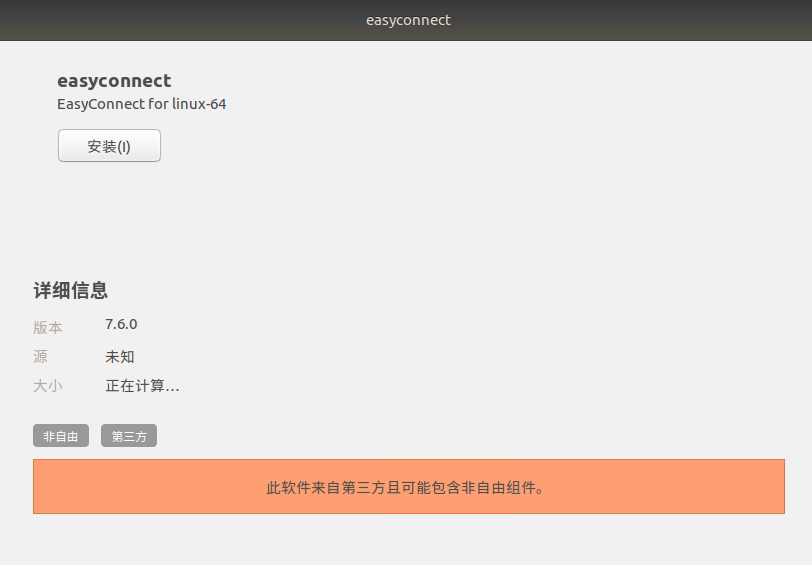 easyconnect
easyconnect
EasyConnect for linux-64
安装(I)
详细信息
版本 7.6.0
源 未知
大小 正在计算…
非自由 第三方
此软件来自第三方且可能包含非自由组件。